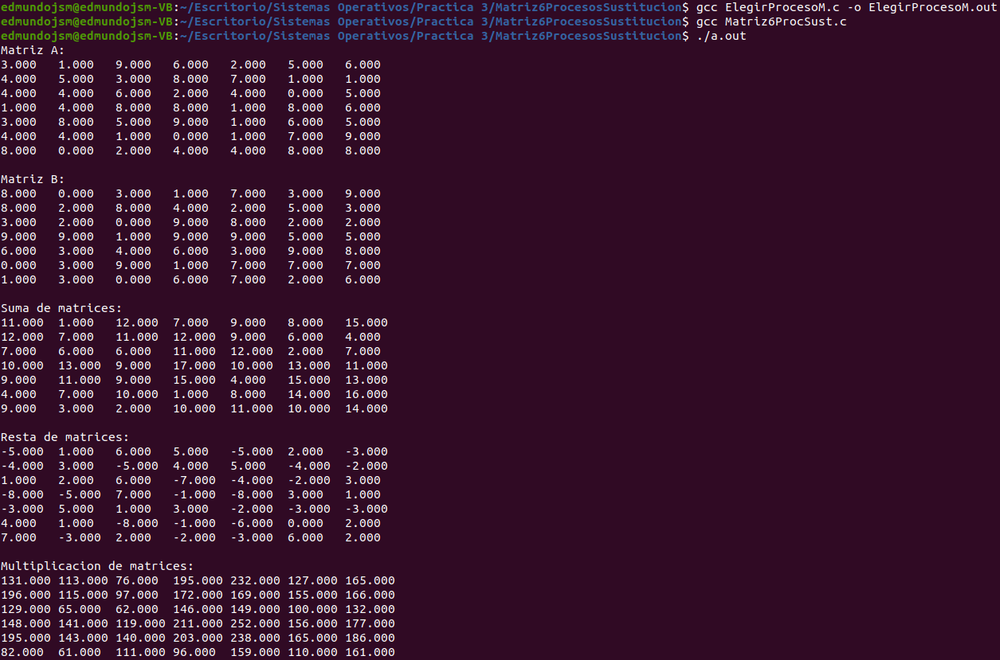 edmundojsm@edmundojsm-VB:~/Escritorio/Sistemas Operativos/Practica 3/Matriz6ProcesosSustitucion$ gcc ElegirProcesoM.c -o ElegirProcesoM.out
edmundojsm@edmundojsm-VB:~/Escritorio/Sistemas Operativos/Practica 3/Matriz6ProcesosSustitucion$ gcc Matriz6ProcSust.c
edmundojsm@edmundojsm-VB:~/Escritorio/Sistemas Operativos/Practica 3/Matriz6ProcesosSustitucion$ ./a.out
Matriz A:
3.000 1.000 9.000 6.000 2.000 5.000 6.000
4.000 5.000 3.000 8.000 7.000 1.000 1.000
4.000 4.000 6.000 2.000 4.000 0.000 5.000
1.000 4.000 8.000 8.000 1.000 8.000 6.000
3.000 8.000 5.000 9.000 1.000 6.000 5.000
4.000 4.000 1.000 0.000 1.000 7.000 9.000
8.000 0.000 2.000 4.000 4.000 8.000 8.000

Matriz B:
8.000 0.000 3.000 1.000 7.000 3.000 9.000
8.000 2.000 8.000 4.000 2.000 5.000 3.000
3.000 2.000 0.000 9.000 8.000 2.000 2.000
9.000 9.000 1.000 9.000 9.000 5.000 5.000
6.000 3.000 4.000 6.000 3.000 9.000 8.000
0.000 3.000 9.000 1.000 7.000 7.000 7.000
1.000 3.000 0.000 6.000 7.000 2.000 6.000

Suma de matrices:
11.000 1.000 12.000 7.000 9.000 8.000 15.000
12.000 7.000 11.000 12.000 9.000 6.000 4.000
7.000 6.000 6.000 11.000 12.000 2.000 7.000
10.000 13.000 9.000 17.000 10.000 13.000 11.000
9.000 11.000 9.000 15.000 4.000 15.000 13.000
4.000 7.000 10.000 1.000 8.000 14.000 16.000
9.000 3.000 2.000 10.000 11.000 10.000 14.000

Resta de matrices:
-5.000 1.000 6.000 5.000 -5.000 2.000 -3.000
-4.000 3.000 -5.000 4.000 5.000 -4.000 -2.000
1.000 2.000 6.000 -7.000 -4.000 -2.000 3.000
-8.000 -5.000 7.000 -1.000 -8.000 3.000 1.000
-3.000 5.000 1.000 3.000 -2.000 -3.000 -3.000
4.000 1.000 -8.000 -1.000 -6.000 0.000 2.000
7.000 -3.000 2.000 -2.000 -3.000 6.000 2.000

Multiplicacion de matrices:
131.000 113.000 76.000 195.000 232.000 127.000 165.000
196.000 115.000 97.000 172.000 169.000 155.000 166.000
129.000 65.000 62.000 146.000 149.000 100.000 132.000
148.000 141.000 119.000 211.000 252.000 156.000 177.000
195.000 143.000 140.000 203.000 238.000 165.000 186.000
82.000 61.000 111.000 96.000 159.000 110.000 161.000